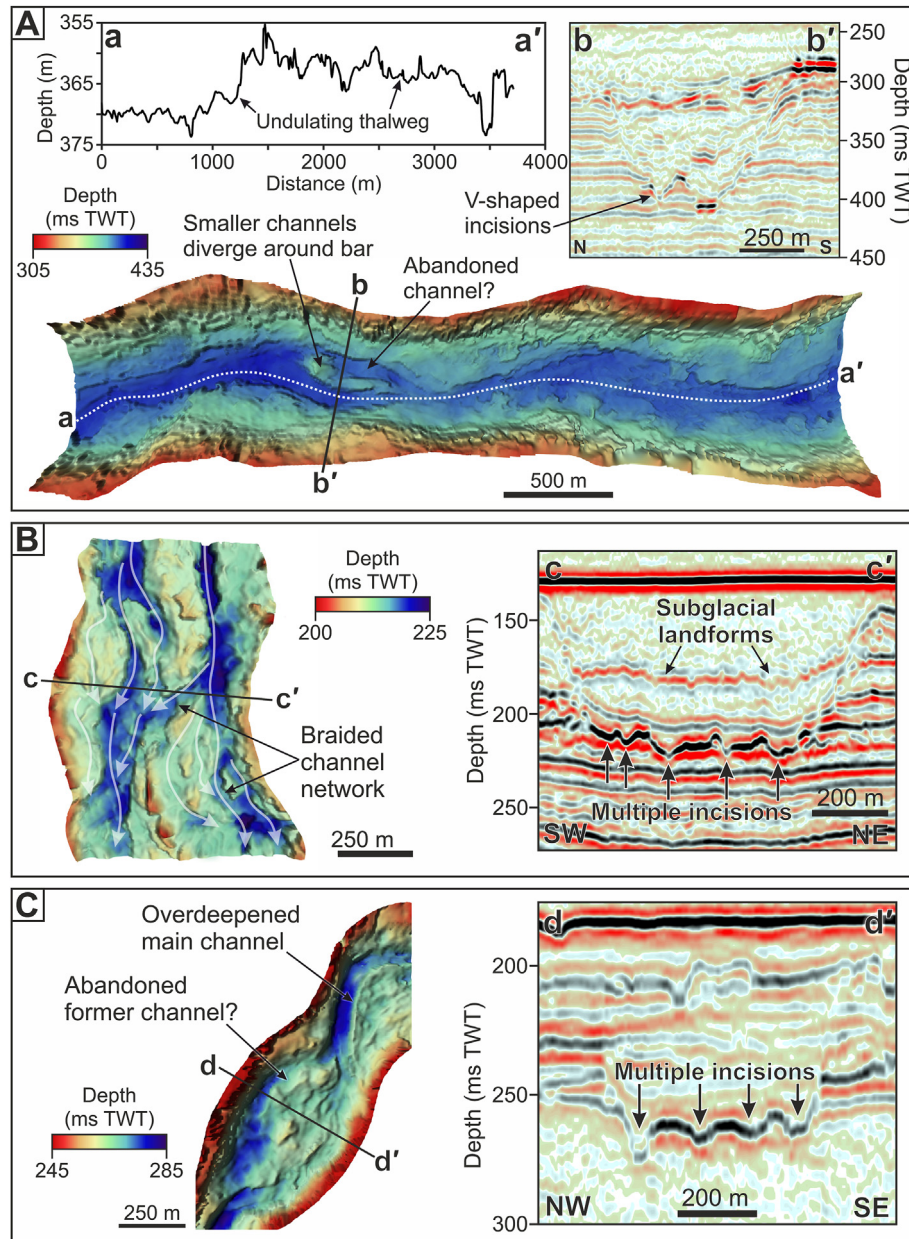 A
a
a′
355
365
375
Depth (m)
0
1000
2000
3000
4000
Distance (m)
Undulating thalweg
b
b′
250
300
350
400
450
Depth (ms TWT)
V-shaped
incisions
N
250 m
S
Depth
(ms TWT)
305
435
Smaller channels
diverge around bar
Abandoned
channel?
b
a
a′
b′
500 m
B
Depth
(ms TWT)
200
225
c
c′
Braided
channel
network
250 m
c
c′
150
200
250
Depth (ms TWT)
Subglacial
landforms
Multiple incisions
200 m
SW
NE
C
Overdeepened
main channel
Abandoned
former channel?
d
d′
Depth
(ms TWT)
245
285
250 m
d
d′
200
250
300
Depth (ms TWT)
Multiple incisions
NW
200 m
SE